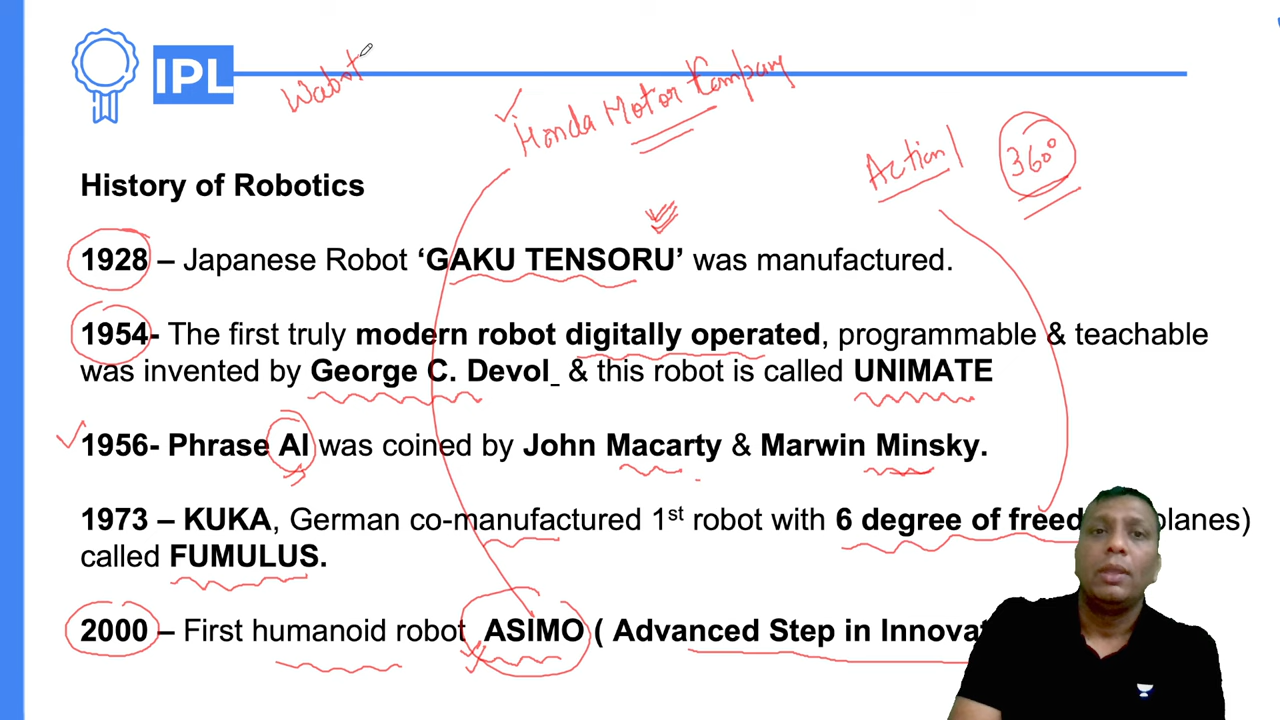 Wabot
IPL
Honda Motor Company
Action
360°
History of Robotics
1928 – Japanese Robot ‘GAKU TENSORU’ was manufactured.
1954- The first truly modern robot digitally operated, programmable & teachable
was invented by George C. Devol & this robot is called UNIMATE
1956- Phrase AI was coined by John Macarty & Marwin Minsky.
1973 – KUKA, German co-manufactured 1st robot with 6 degree of freed planes)
called FUMULUS.
2000 – First humanoid robot ASIMO ( Advanced Step in Innovat